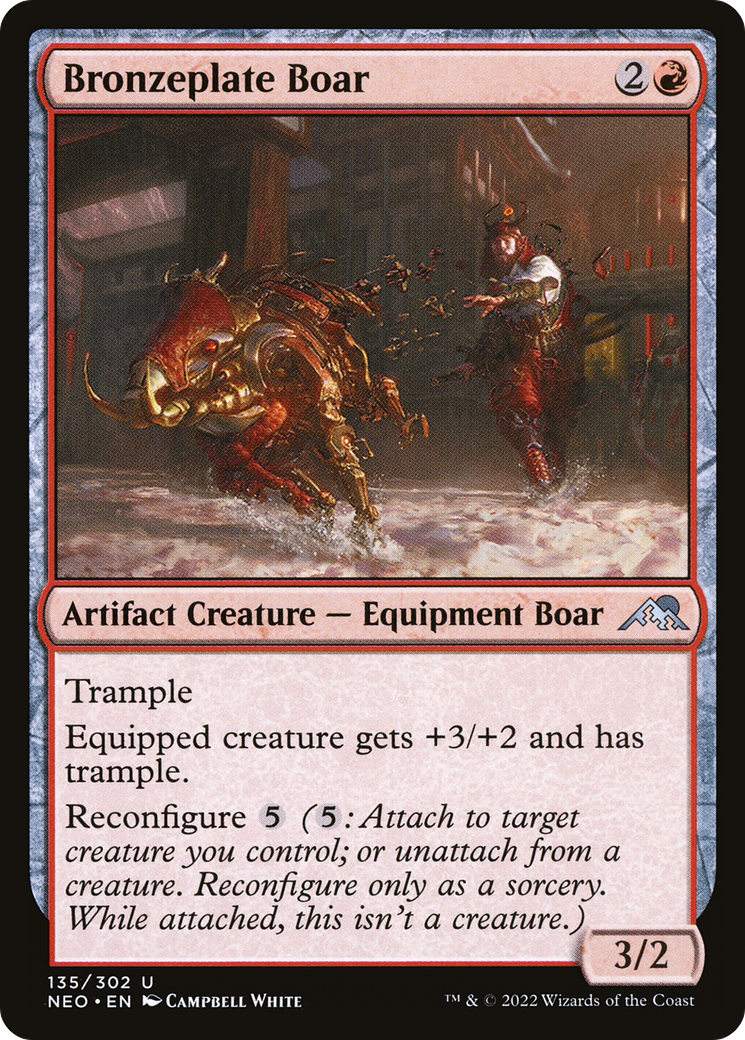 Bronzeplate Boar 2
Artifact Creature — Equipment Boar
Trample
Equipped creature gets +3/+2 and has
trample.
Reconfigure 5 (5: Attach to target
creature you control; or unattach from a
creature. Reconfigure only as a sorcery.
While attached, this isn't a creature.)
3/2
135/302 U
NEO • EN Campbell White ™ & © 2022 Wizards of the Coast